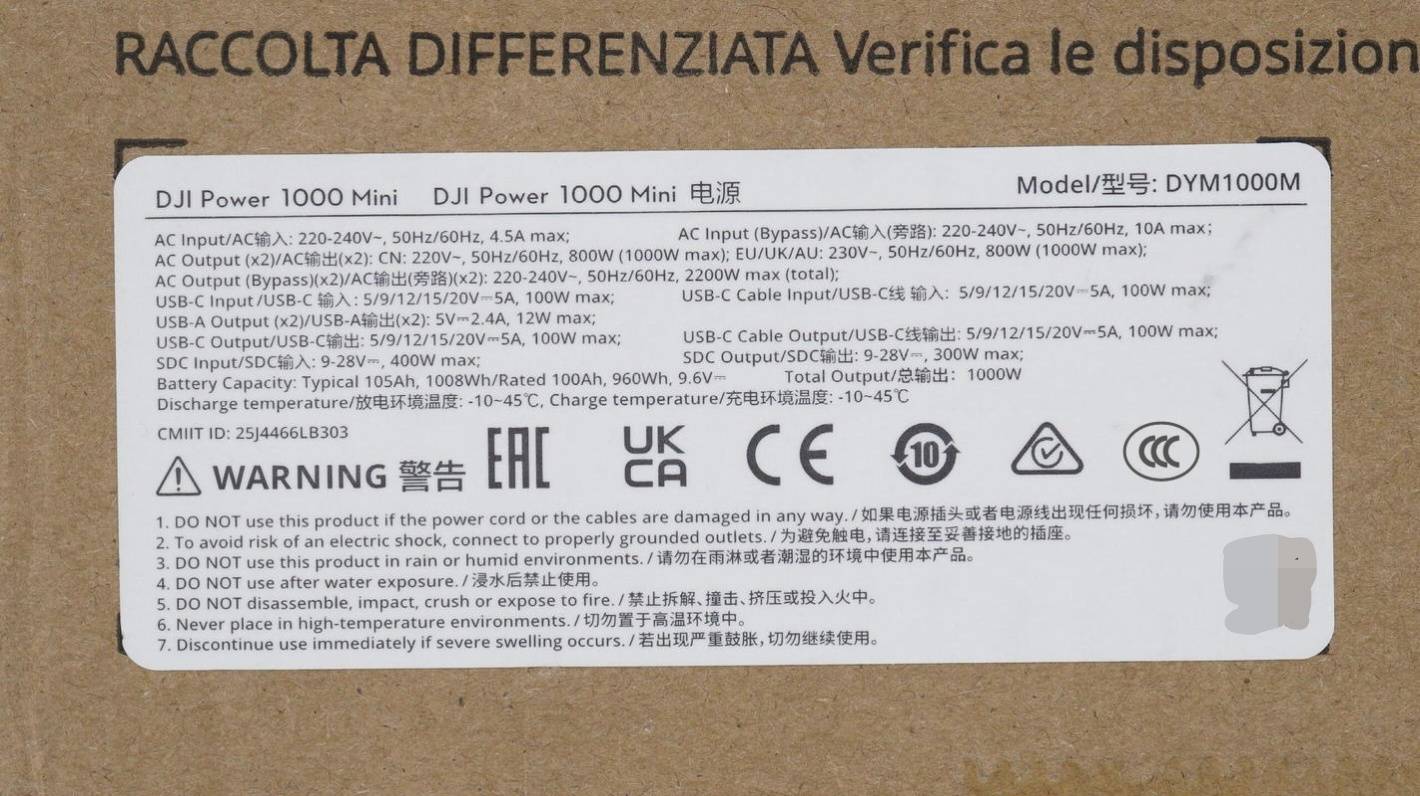 RACCOLTA DIFFERENZIATA Verifica le disposizion
DJI Power 1000 Mini DJI Power 1000 Mini 电源 Model/型号: DYM1000M
AC Input/AC输入: 220-240V~, 50Hz/60Hz, 4.5A max; AC Input (Bypass)/AC输入(旁路): 220-240V~, 50Hz/60Hz, 10A max;
AC Output (x2)/AC输出(x2): CN: 220V~, 50Hz/60Hz, 800W (1000W max); EU/UK/AU: 230V~, 50Hz/60Hz, 800W (1000W max);
AC Output (Bypass)(x2)/AC输出(旁路)(x2): 220-240V~, 50Hz/60Hz, 2200W max (total);
USB-C Input /USB-C 输入: 5/9/12/15/20V⎓5A, 100W max; USB-C Cable Input/USB-C线 输入: 5/9/12/15/20V⎓5A, 100W max;
USB-A Output (x2)/USB-A输出(x2): 5V⎓2.4A, 12W max;
USB-C Output/USB-C输出: 5/9/12/15/20V⎓5A, 100W max; USB-C Cable Output/USB-C线输出: 5/9/12/15/20V⎓5A, 100W max;
SDC Input/SDC输入: 9-28V⎓, 400W max; SDC Output/SDC输出: 9-28V⎓, 300W max;
Battery Capacity: Typical 105Ah, 1008Wh/Rated 100Ah, 960Wh, 9.6V⎓ Total Output/总输出: 1000W
Discharge temperature/放电环境温度: -10~45℃, Charge temperature/充电环境温度: -10~45℃
CMIIT ID: 25J4466LB303
WARNING 警告 EAC UK CA CE 10 CCC
1. DO NOT use this product if the power cord or the cables are damaged in any way. / 如果电源插头或者电源线出现任何损坏,请勿使用本产品。
2. To avoid risk of an electric shock, connect to properly grounded outlets. / 为避免触电,请连接至妥善接地的插座。
3. DO NOT use this product in rain or humid environments. / 请勿在雨淋或者潮湿的环境中使用本产品。
4. DO NOT use after water exposure. / 浸水后禁止使用。
5. DO NOT disassemble, impact, crush or expose to fire. / 禁止拆解、撞击、挤压或投入火中。
6. Never place in high-temperature environments. / 切勿置于高温环境中。
7. Discontinue use immediately if severe swelling occurs. / 若出现严重鼓胀,切勿继续使用。